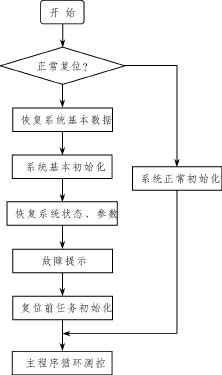 开 始
正常复位?
恢复系统基本数据
系统基本初始化
系统正常初始化
恢复系统状态、参数
故障提示
复位前任务初始化
主程序循环测控